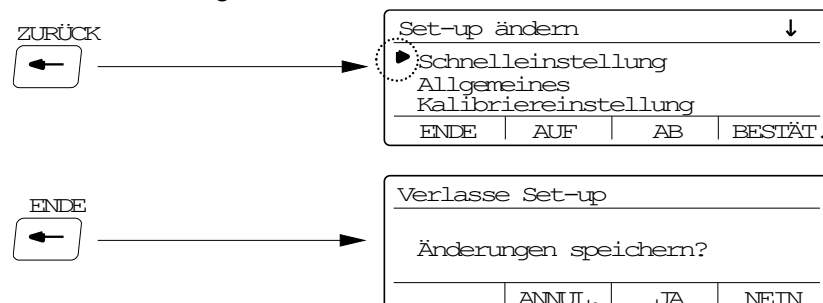 ZURÜCK
Set-up ändern ↓
Schnelleinstellung
Allgemeines
Kalibriereinstellung
ENDE AUF AB BESTÄT.
ENDE
Verlasse Set-up
Änderungen speichern?
ANNUL. JA NEIN